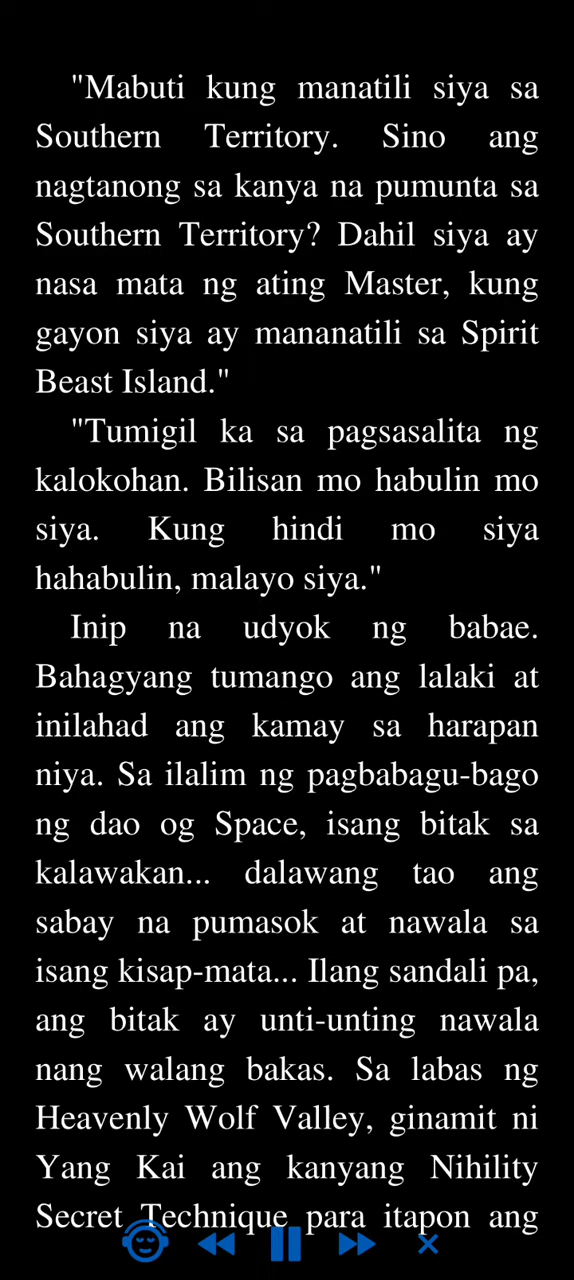 "Mabuti kung manatili siya sa
Southern Territory. Sino ang
nagtanong sa kanya na pumunta sa
Southern Territory? Dahil siya ay
nasa mata ng ating Master, kung
gayon siya ay mananatili sa Spirit
Beast Island."
"Tumigil ka sa pagsasalita ng
kalokohan. Bilisan mo habulin mo
siya. Kung hindi mo siya
hahabulin, malayo siya."
Inip na udyok ng babae.
Bahagyang tumango ang lalaki at
inilahad ang kamay sa harapan
niya. Sa ilalim ng pagbabagu-bago
ng dao og Space, isang bitak sa
kalawakan... dalawang tao ang
sabay na pumasok at nawala sa
isang kisap-mata... Ilang sandali pa,
ang bitak ay unti-unting nawala
nang walang bakas. Sa labas ng
Heavenly Wolf Valley, ginamit ni
Yang Kai ang kanyang Nihility
Secret Technique para itapon ang